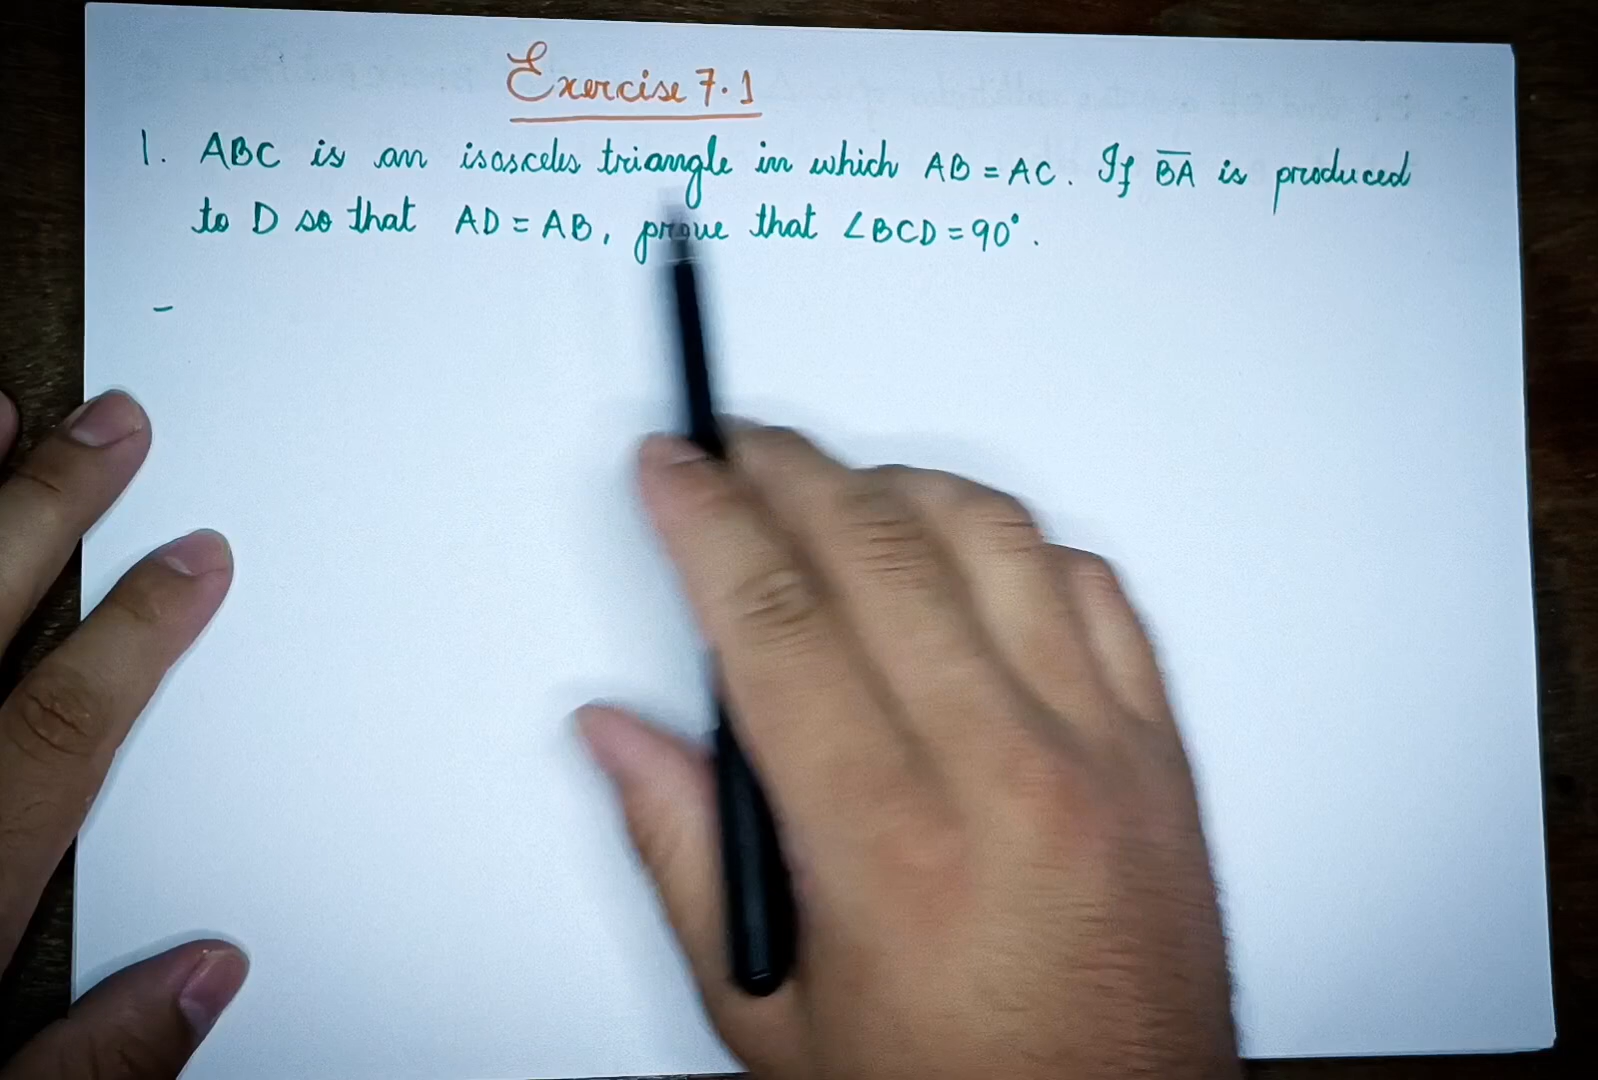 Exercise 7.1
1. ABC is an isosceles triangle in which AB = AC. If B̅A̅ is produced
to D so that AD = AB, prove that ∠BCD = 90°.
-